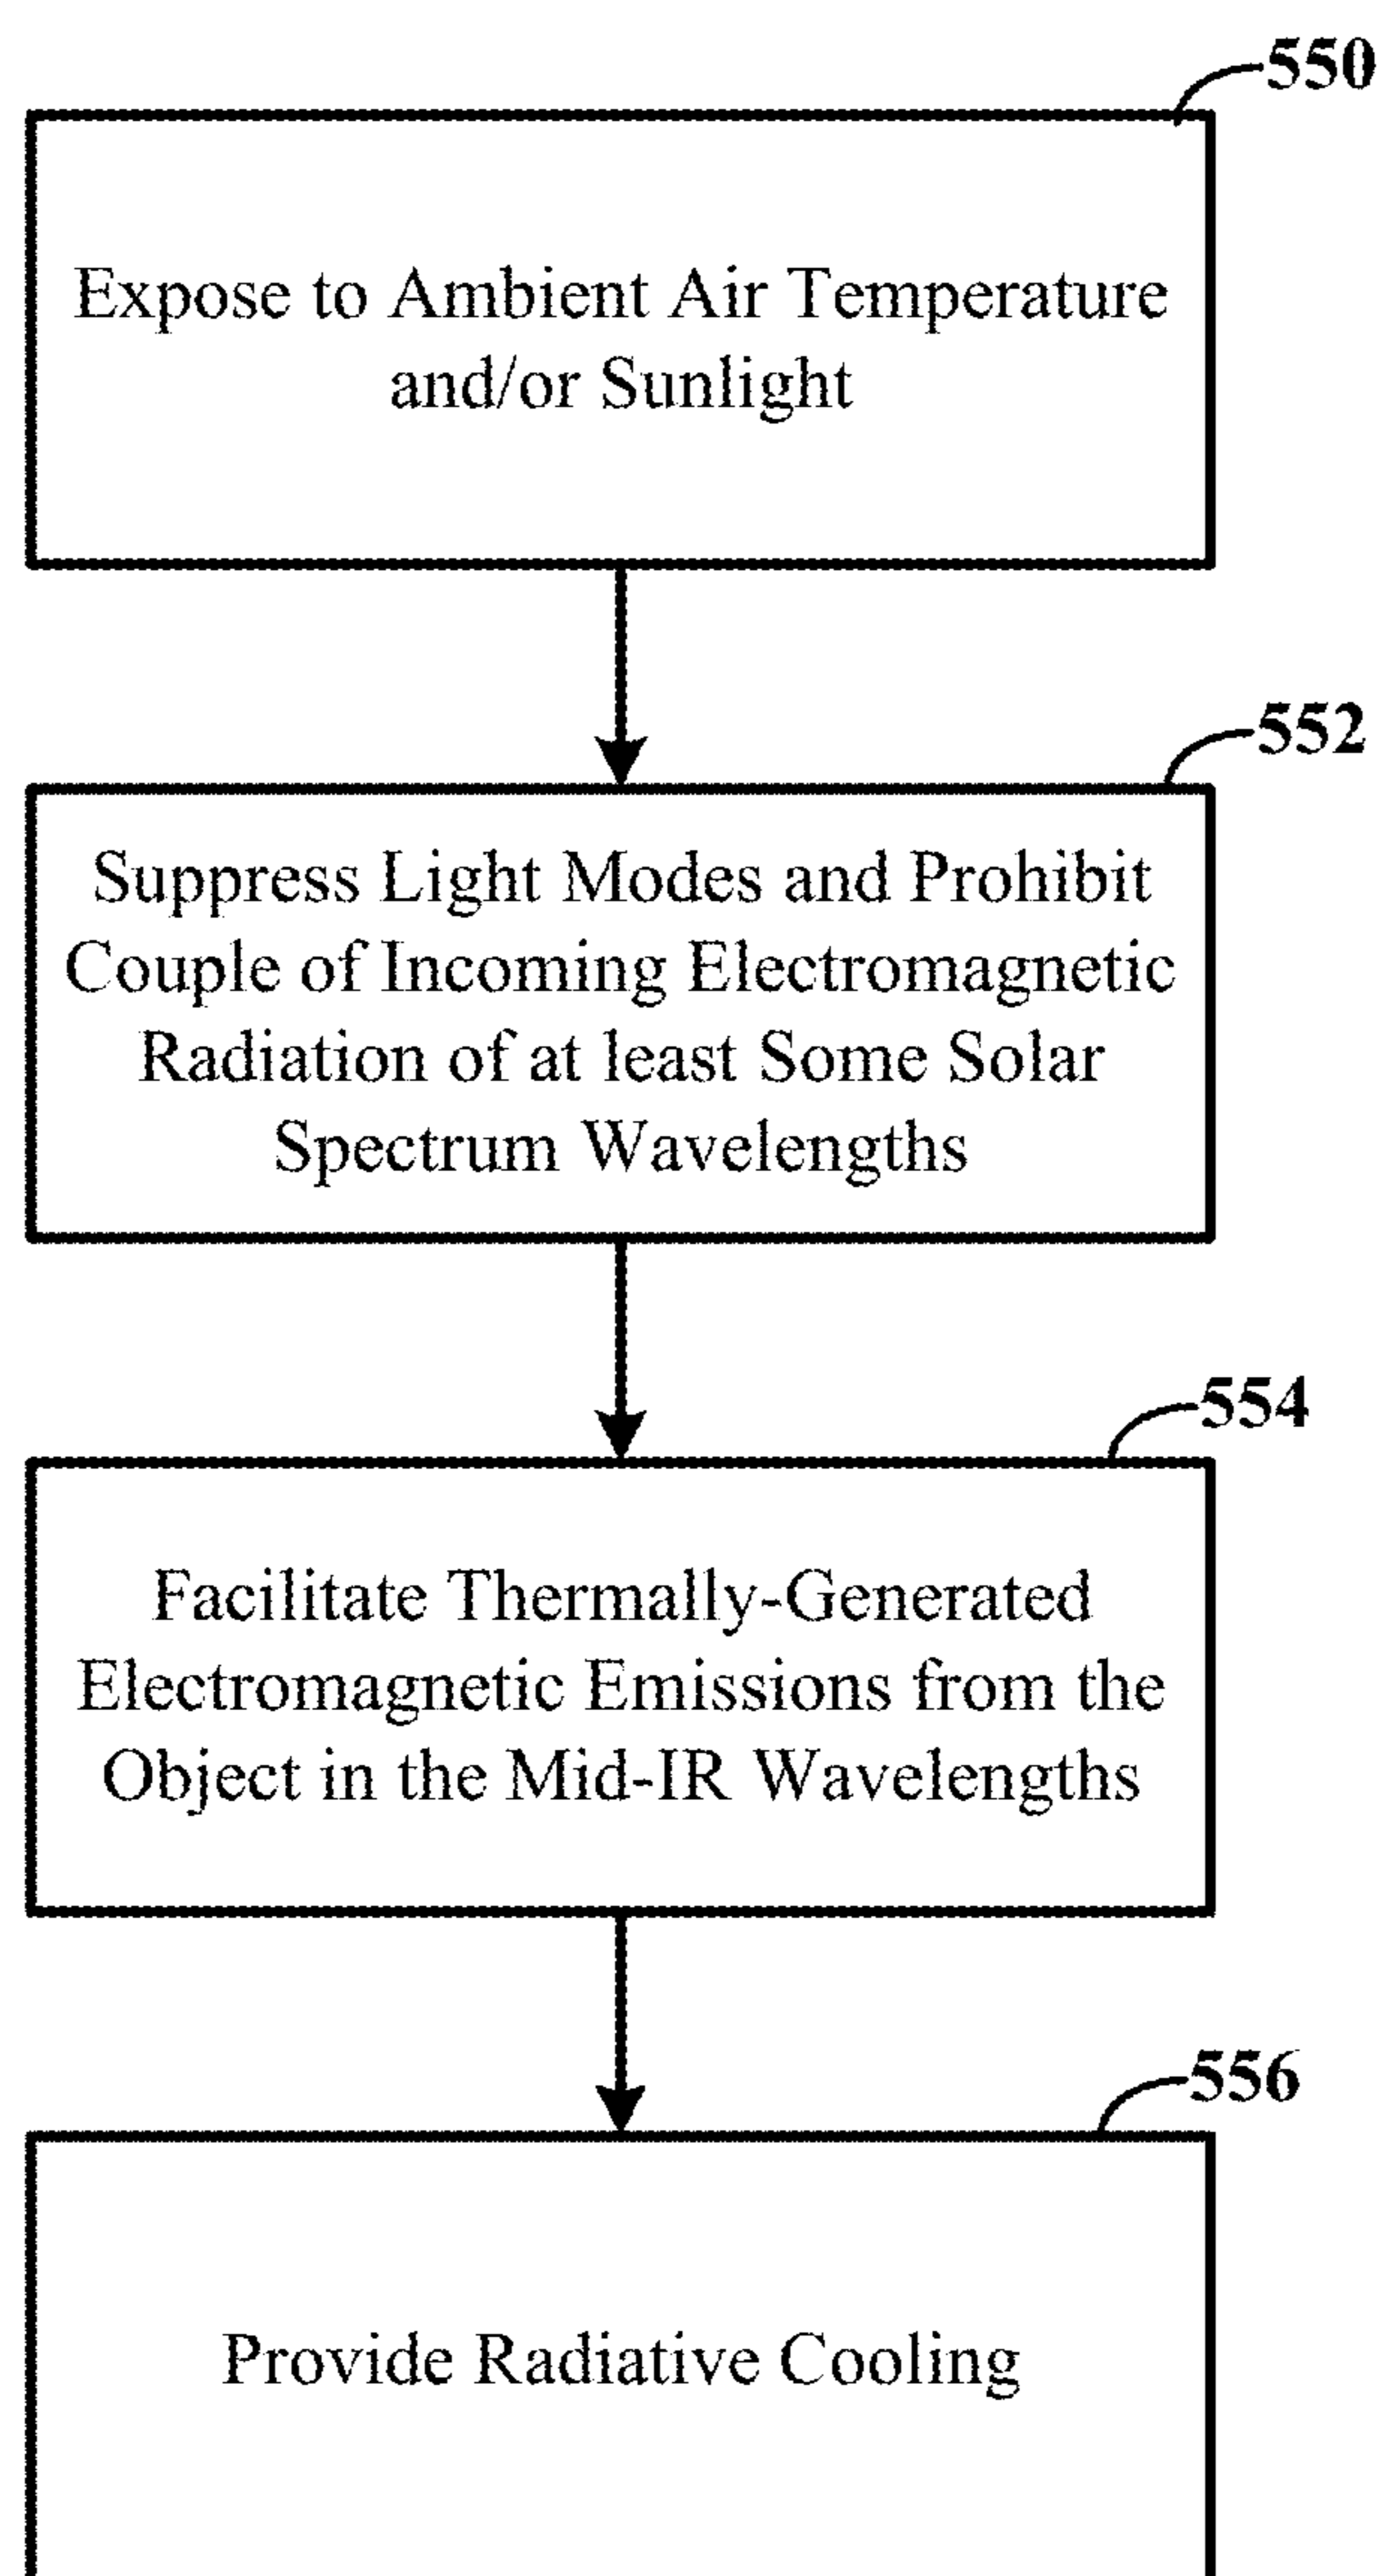 550
Expose to Ambient Air Temperature
and/or Sunlight
552
Suppress Light Modes and Prohibit
Couple of Incoming Electromagnetic
Radiation of at least Some Solar
Spectrum Wavelengths
554
Facilitate Thermally-Generated
Electromagnetic Emissions from the
Object in the Mid-IR Wavelengths
556
Provide Radiative Cooling